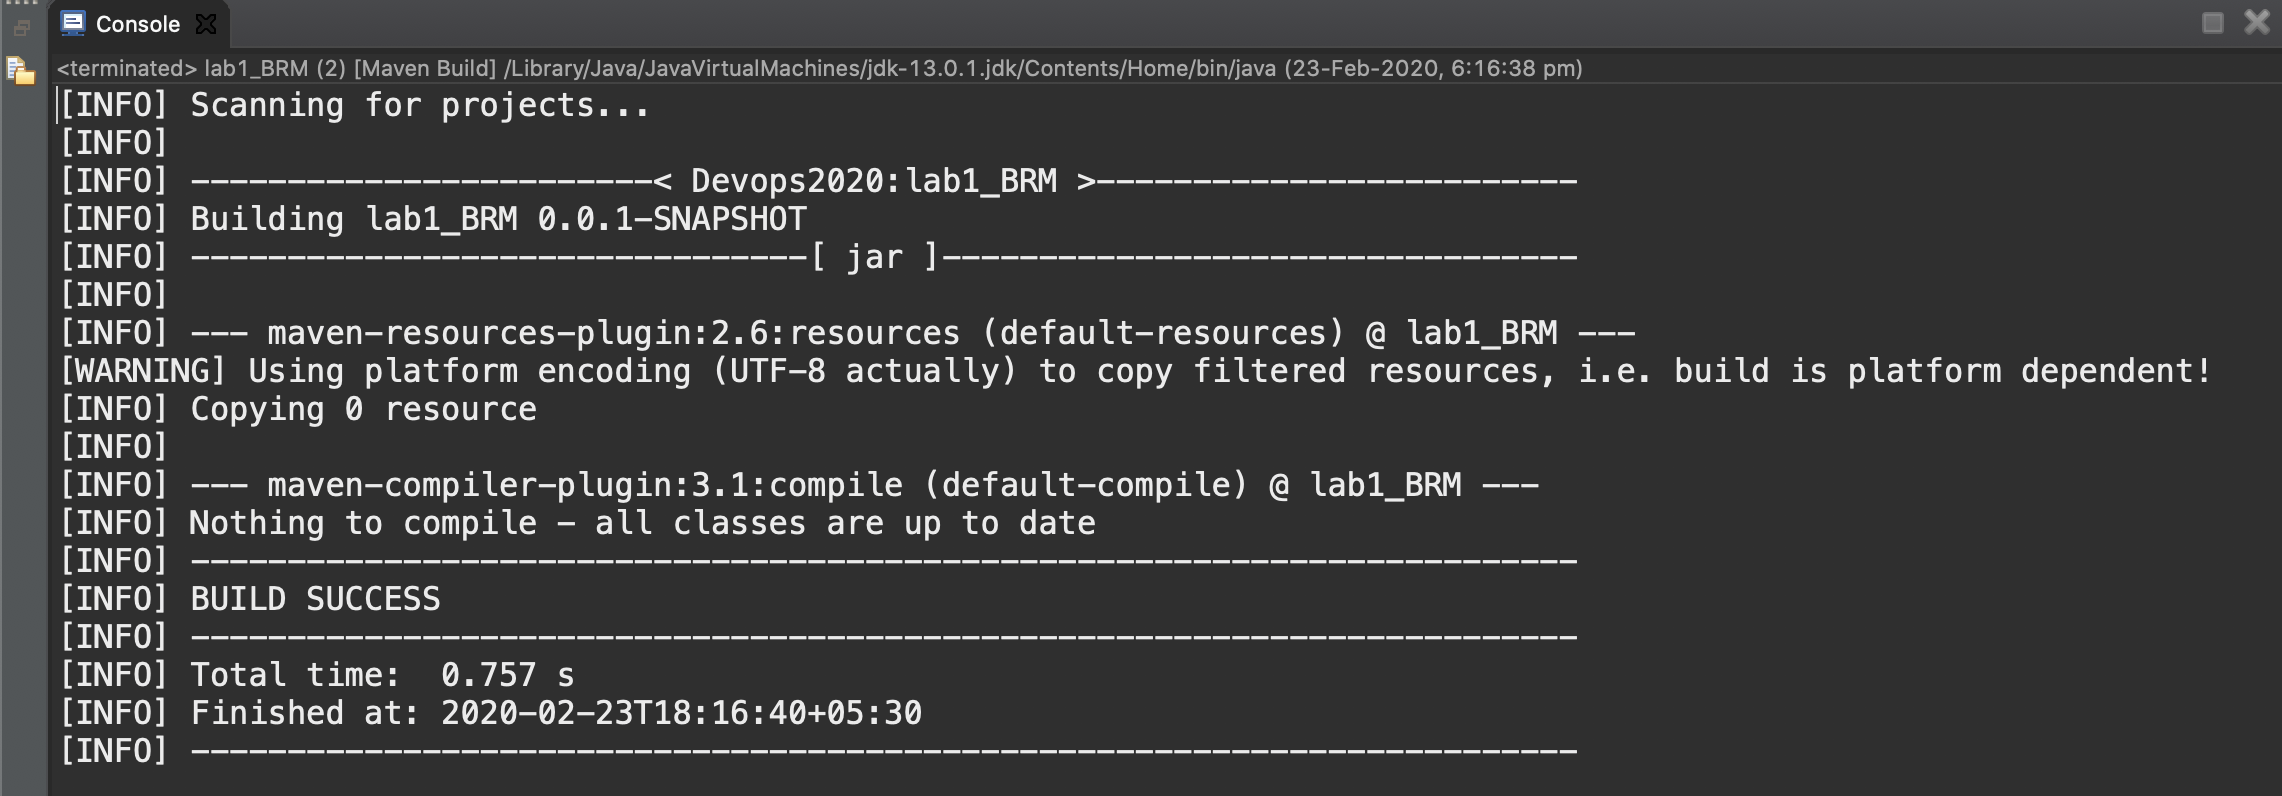 Console
<terminated> lab1_BRM (2) [Maven Build] /Library/Java/JavaVirtualMachines/jdk-13.0.1.jdk/Contents/Home/bin/java (23-Feb-2020, 6:16:38 pm)
[INFO] Scanning for projects...
[INFO]
[INFO] ------------------------< Devops2020:lab1_BRM >-------------------------
[INFO] Building lab1_BRM 0.0.1-SNAPSHOT
[INFO] --------------------------------[ jar ]---------------------------------
[INFO]
[INFO] --- maven-resources-plugin:2.6:resources (default-resources) @ lab1_BRM ---
[WARNING] Using platform encoding (UTF-8 actually) to copy filtered resources, i.e. build is platform dependent!
[INFO] Copying 0 resource
[INFO]
[INFO] --- maven-compiler-plugin:3.1:compile (default-compile) @ lab1_BRM ---
[INFO] Nothing to compile - all classes are up to date
[INFO] ------------------------------------------------------------------------
[INFO] BUILD SUCCESS
[INFO] ------------------------------------------------------------------------
[INFO] Total time:  0.757 s
[INFO] Finished at: 2020-02-23T18:16:40+05:30
[INFO] ------------------------------------------------------------------------